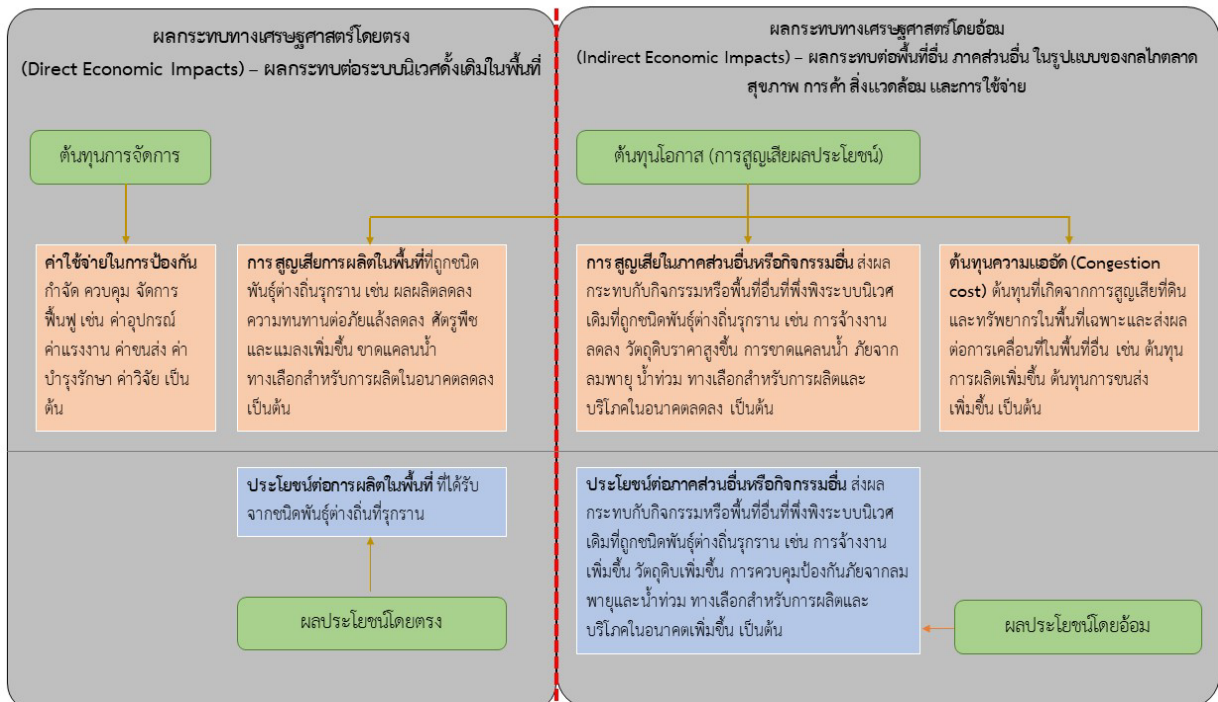 ผลกระทบทางเศรษฐศาสตร์โดยตรง
(Direct Economic Impacts) – ผลกระทบต่อระบบนิเวศดั้งเดิมในพื้นที่
ผลกระทบทางเศรษฐศาสตร์โดยอ้อม
(Indirect Economic Impacts) – ผลกระทบต่อพื้นที่อื่น ภาคส่วนอื่น ในรูปแบบของกลไกตลาด
สุขภาพ การค้า สิ่งแวดล้อม และการใช้จ่าย
ต้นทุนการจัดการ
ต้นทุนโอกาส (การสูญเสียผลประโยชน์)
ค่าใช้จ่ายในการป้องกัน
กำจัด ควบคุม จัดการ
ฟื้นฟู เช่น ค่าอุปกรณ์
ค่าแรงงาน ค่าขนส่ง ค่า
บำรุงรักษา ค่าวิจัย เป็น
ต้น
การสูญเสียการผลิตในพื้นที่ที่ถูกชนิด
พันธุ์ต่างถิ่นรุกราน เช่น ผลผลิตลดลง
ความทนทานต่อภัยแล้งลดลง ศัตรูพืช
และแมลงเพิ่มขึ้น ขาดแคลนน้ำ
ทางเลือกสำหรับการผลิตในอนาคตลดลง
เป็นต้น
การสูญเสียในภาคส่วนอื่นหรือกิจกรรมอื่น ส่งผล
กระทบกับกิจกรรมหรือพื้นที่อื่นที่พึ่งพิงระบบนิเวศ
เดิมที่ถูกชนิดพันธุ์ต่างถิ่นรุกราน เช่น การจ้างงาน
ลดลง วัตถุดิบราคาสูงขึ้น การขาดแคลนน้ำ ภัยจาก
ลมพายุ น้ำท่วม ทางเลือกสำหรับการผลิตและ
บริโภคในอนาคตลดลง เป็นต้น
ต้นทุนความแออัด (Congestion
cost) ต้นทุนที่เกิดจากการสูญเสียที่ดิน
และทรัพยากรในพื้นที่เฉพาะและส่งผล
ต่อการเคลื่อนที่ในพื้นที่อื่น เช่น ต้นทุน
การผลิตเพิ่มขึ้น ต้นทุนการขนส่ง
เพิ่มขึ้น เป็นต้น
ประโยชน์ต่อการผลิตในพื้นที่ ที่ได้รับ
จากชนิดพันธุ์ต่างถิ่นที่รุกราน
ผลประโยชน์โดยตรง
ประโยชน์ต่อภาคส่วนอื่นหรือกิจกรรมอื่น ส่งผล
กระทบกับกิจกรรมหรือพื้นที่อื่นที่พึ่งพิงระบบนิเวศ
เดิมที่ถูกชนิดพันธุ์ต่างถิ่นรุกราน เช่น การจ้างงาน
เพิ่มขึ้น วัตถุดิบเพิ่มขึ้น การควบคุมป้องกันภัยจากลม
พายุและน้ำท่วม ทางเลือกสำหรับการผลิตและ
บริโภคในอนาคตเพิ่มขึ้น เป็นต้น
ผลประโยชน์โดยอ้อม